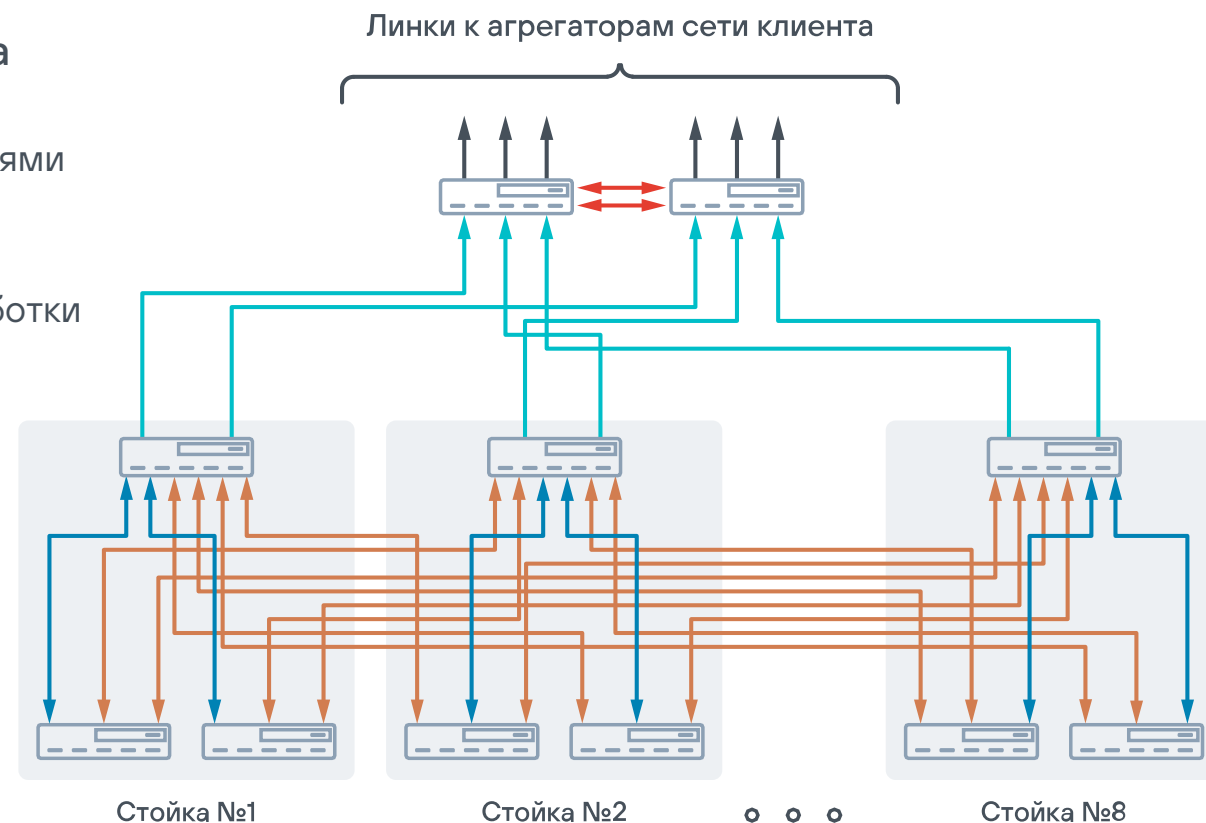 Линки к агрегаторам сети клиента
а
ями
ботки
Стойка №1
Стойка №2
Стойка №8